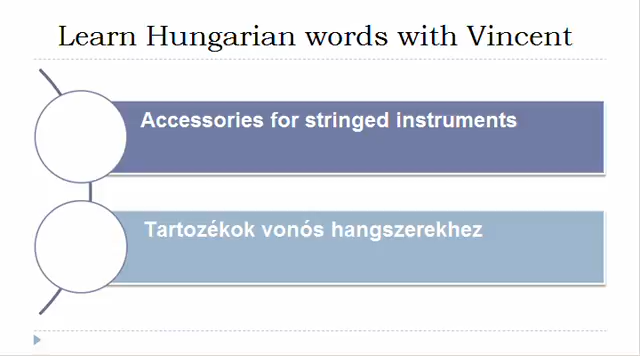 Learn Hungarian words with Vincent
Accessories for stringed instruments
Tartozékok vonós hangszerekhez